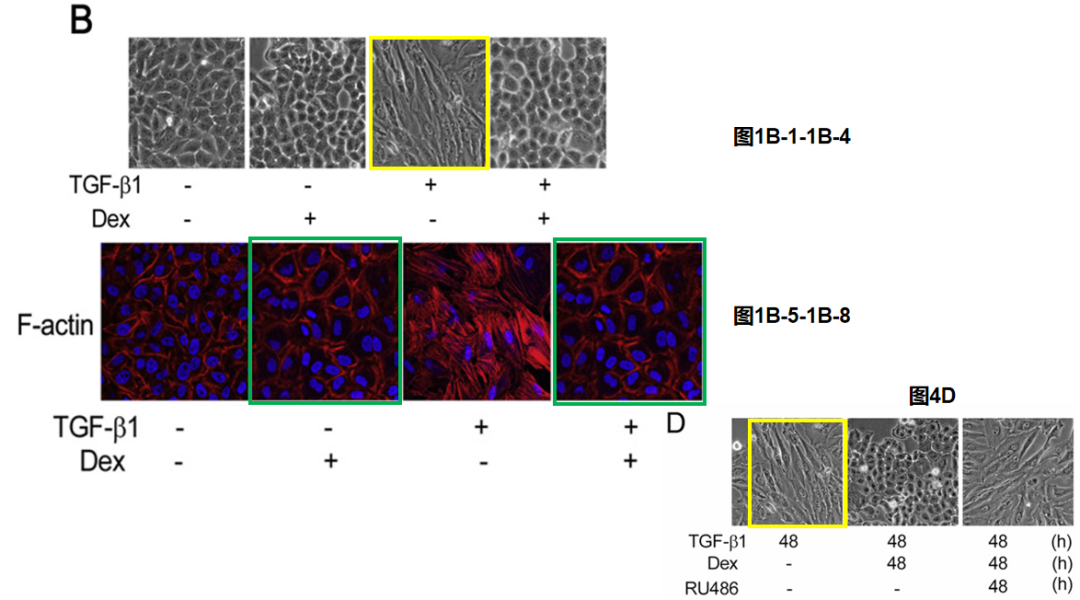 B
图1B-1-1B-4
TGF-β1 - - + +
Dex - + - +
F-actin
图1B-5-1B-8
图4D
TGF-β1 - - + +
Dex - + - +
D
TGF-β1 48 48 48 (h)
Dex - 48 48 (h)
RU486 - - 48 (h)